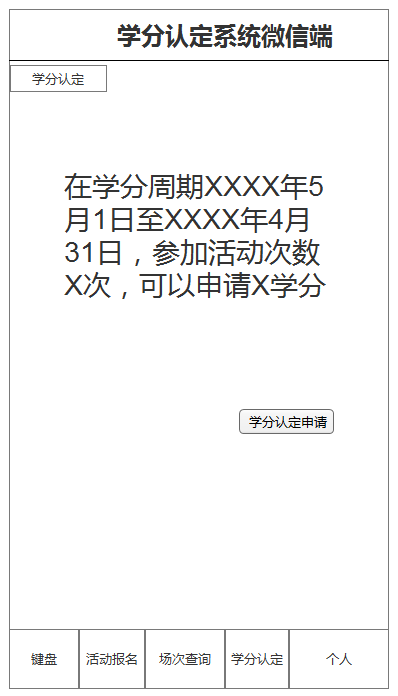 学分认定系统微信端
学分认定
在学分周期XXXX年5
月1日至XXXX年4月
31日，参加活动次数
X次，可以申请X学分
学分认定申请
键盘
活动报名
场次查询
学分认定
个人